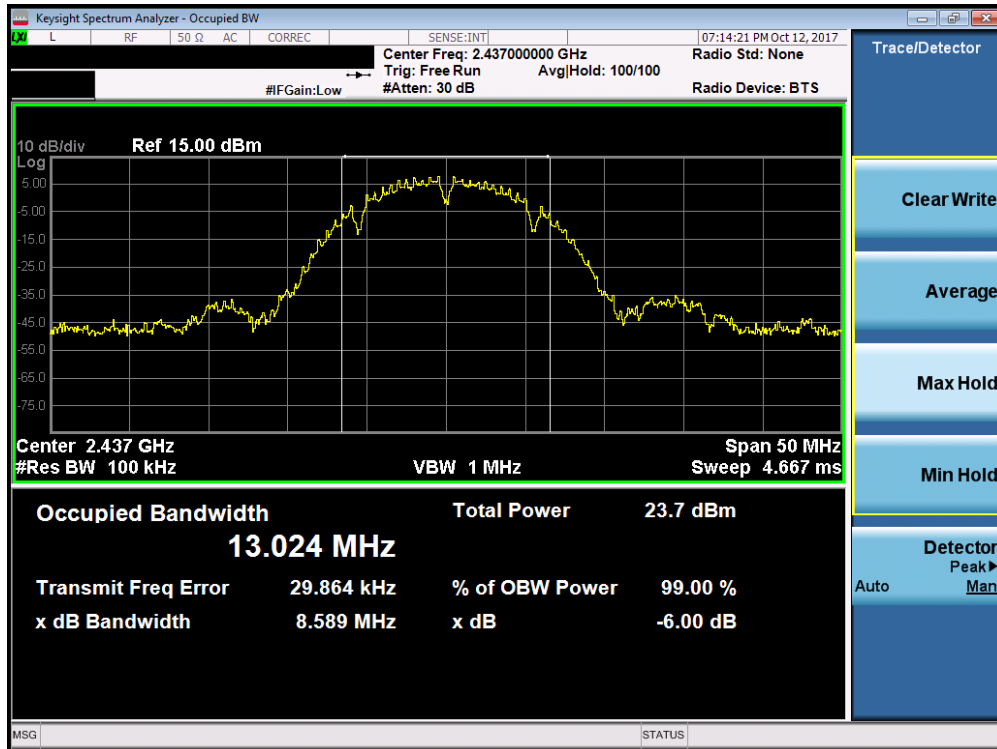 Keysight Spectrum Analyzer - Occupied BW
LXI L RF 50 Ω AC CORREC SENSE:INT 07:14:21 PM Oct 12, 2017
Center Freq: 2.437000000 GHz Radio Std: None
Trig: Free Run Avg|Hold: 100/100
#IFGain:Low #Atten: 30 dB Radio Device: BTS
Trace/Detector
10 dB/div Ref 15.00 dBm
Log
5.00
-5.00
-15.0
-25.0
-35.0
-45.0
-55.0
-65.0
-75.0
Center 2.437 GHz Span 50 MHz
#Res BW 100 kHz VBW 1 MHz Sweep 4.667 ms
Occupied Bandwidth Total Power 23.7 dBm
13.024 MHz
Transmit Freq Error 29.864 kHz % of OBW Power 99.00 %
x dB Bandwidth 8.589 MHz x dB -6.00 dB
Clear Write
Average
Max Hold
Min Hold
Detector
Peak▶
Auto Man
MSG STATUS